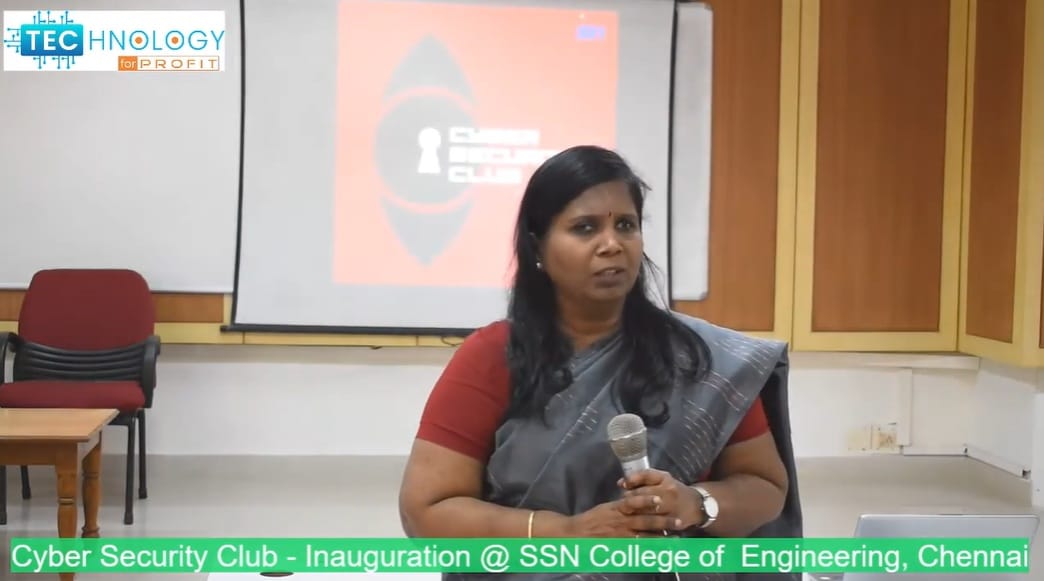 TECHNOLOGY
for PROFIT
CYBER
SECURITY
CLUB
Cyber Security Club - Inauguration @ SSN College of Engineering, Chennai